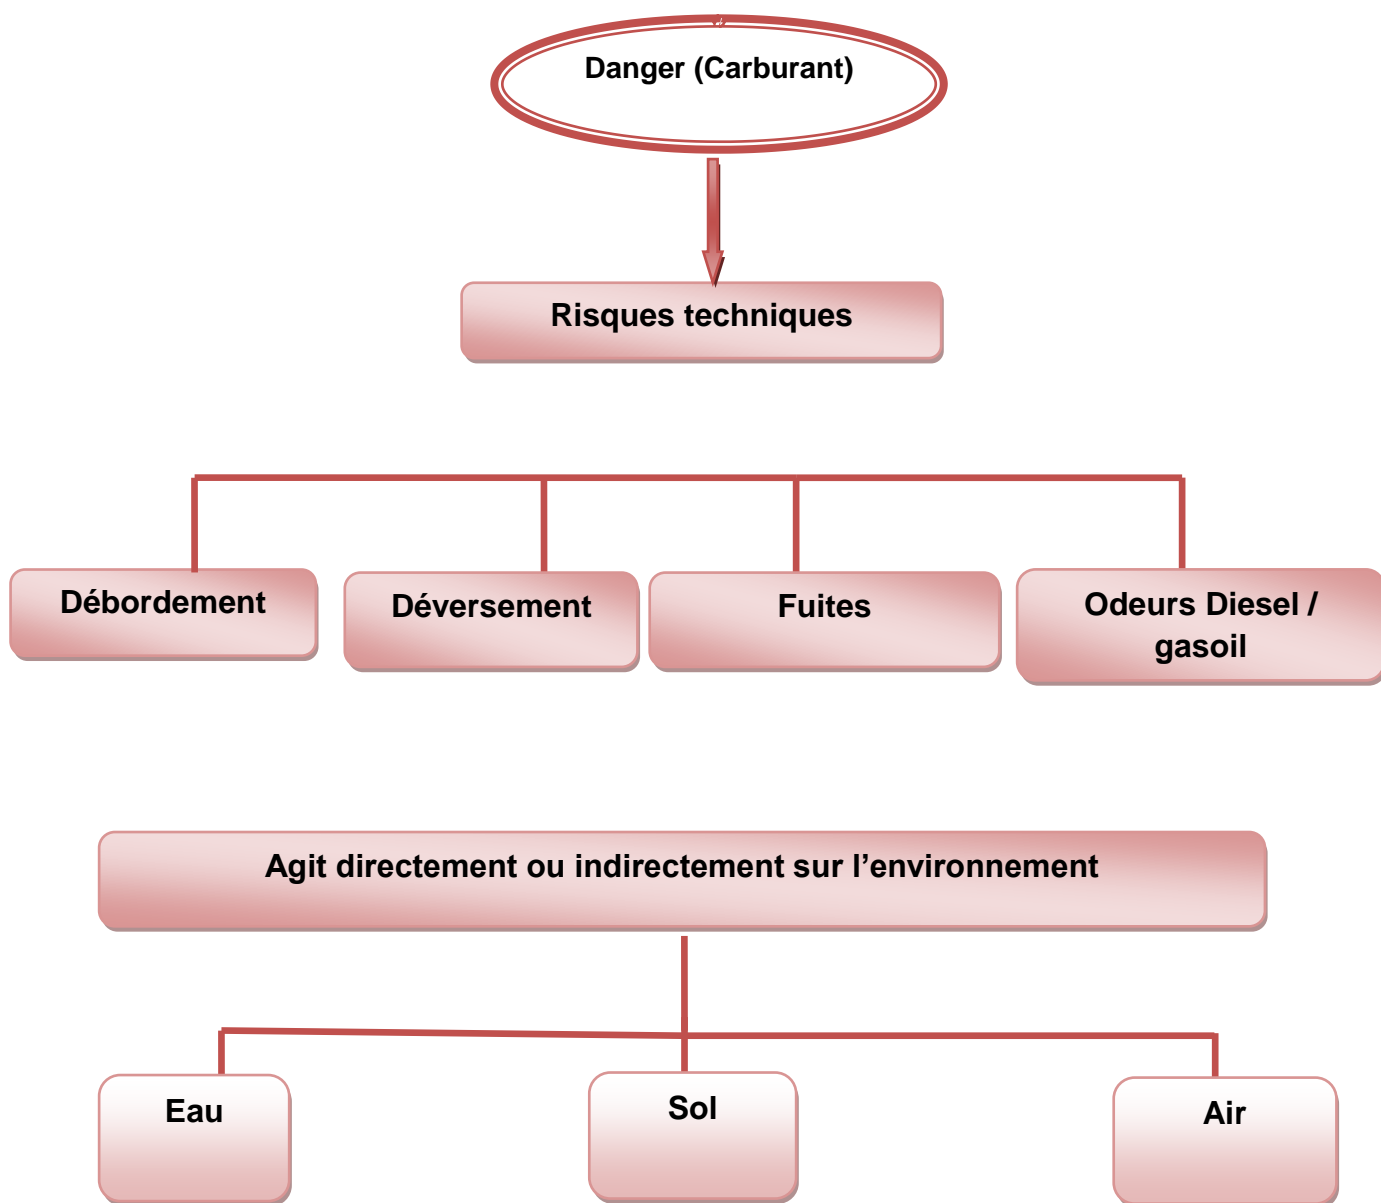 Danger (Carburant)
Risques techniques
Débordement
Déversement
Fuites
Odeurs Diesel /
gasoil
Agit directement ou indirectement sur l’environnement
Eau
Sol
Air